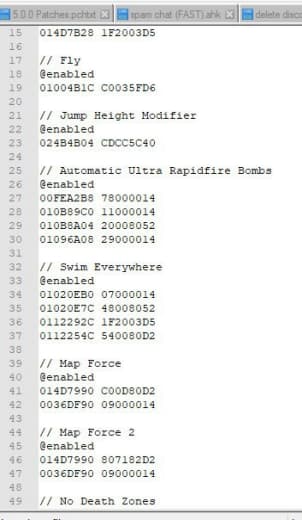 5.0.0 Patches.pchtxt spam chat (FAST).ahk delete disco
15 014D7B28 1F2003D5
16
17 // Fly
18 @enabled
19 01004B1C C0035FD6
20
21 // Jump Height Modifier
22 @enabled
23 024B4B04 CDCC5C40
24
25 // Automatic Ultra Rapidfire Bombs
26 @enabled
27 00FEA2B8 78000014
28 010B89C0 11000014
29 010B8A04 20008052
30 01096A08 29000014
31
32 // Swim Everywhere
33 @enabled
34 01020EB0 07000014
35 01020E7C 48008052
36 0112292C 1F2003D5
37 0112254C 540080D2
38
39 // Map Force
40 @enabled
41 014D7990 C00D80D2
42 0036DF90 09000014
43
44 // Map Force 2
45 @enabled
46 014D7990 807182D2
47 0036DF90 09000014
48
49 // No Death Zones